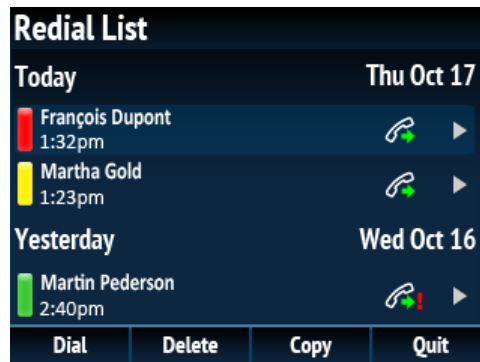 Redial List
Today Thu Oct 17
François Dupont
1:32pm
Martha Gold
1:23pm
Yesterday Wed Oct 16
Martin Pederson
2:40pm
Dial Delete Copy Quit